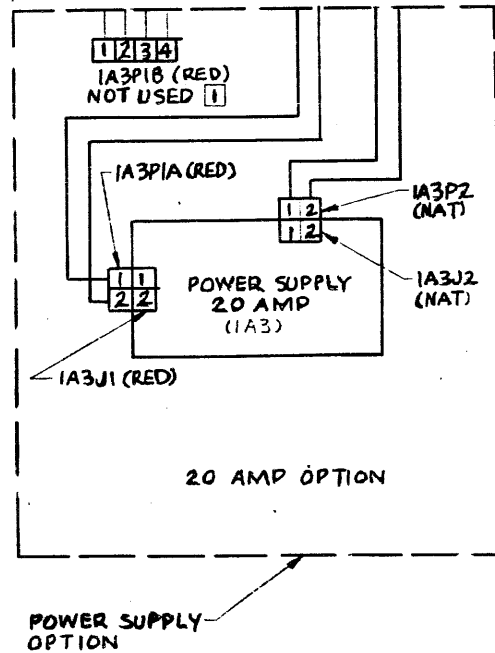 1 2 3 4
1A3P1B (RED)
NOT USED 1
1A3P1A (RED)
1 2
1 2
1A3P2
(NAT)
1A3J2
(NAT)
1 1
2 2
POWER SUPPLY
20 AMP
(1A3)
1A3J1 (RED)
20 AMP OPTION
POWER SUPPLY
OPTION